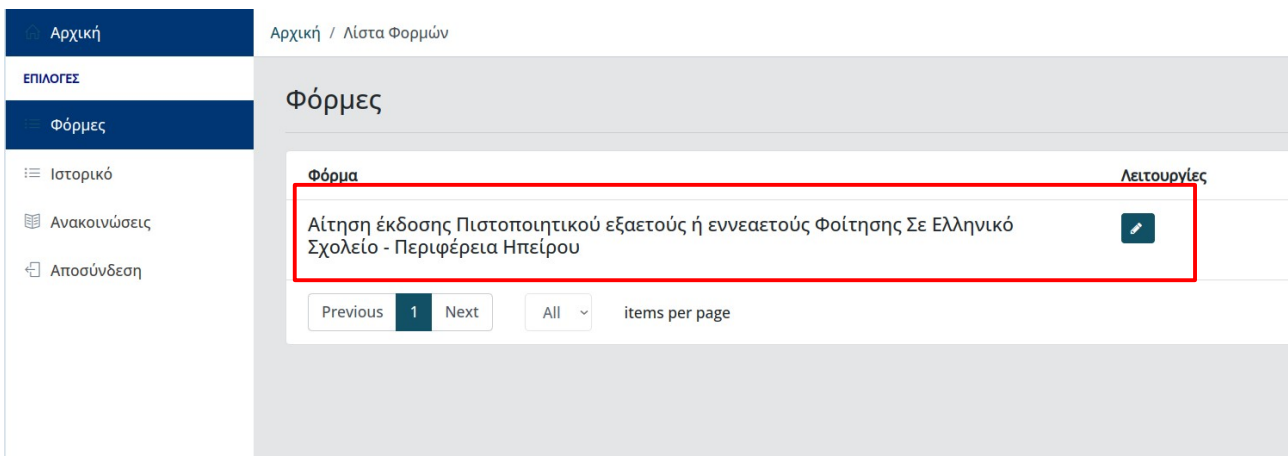 Αρχική
ΕΠΙΛΟΓΕΣ
Φόρμες
Ιστορικό
Ανακοινώσεις
Αποσύνδεση
Αρχική / Λίστα Φορμών
Φόρμες
Φόρμα Λειτουργίες
Αίτηση έκδοσης Πιστοποιητικού εξαετούς ή εννεαετούς Φοίτησης Σε Ελληνικό
Σχολείο - Περιφέρεια Ηπείρου
Previous 1 Next All items per page